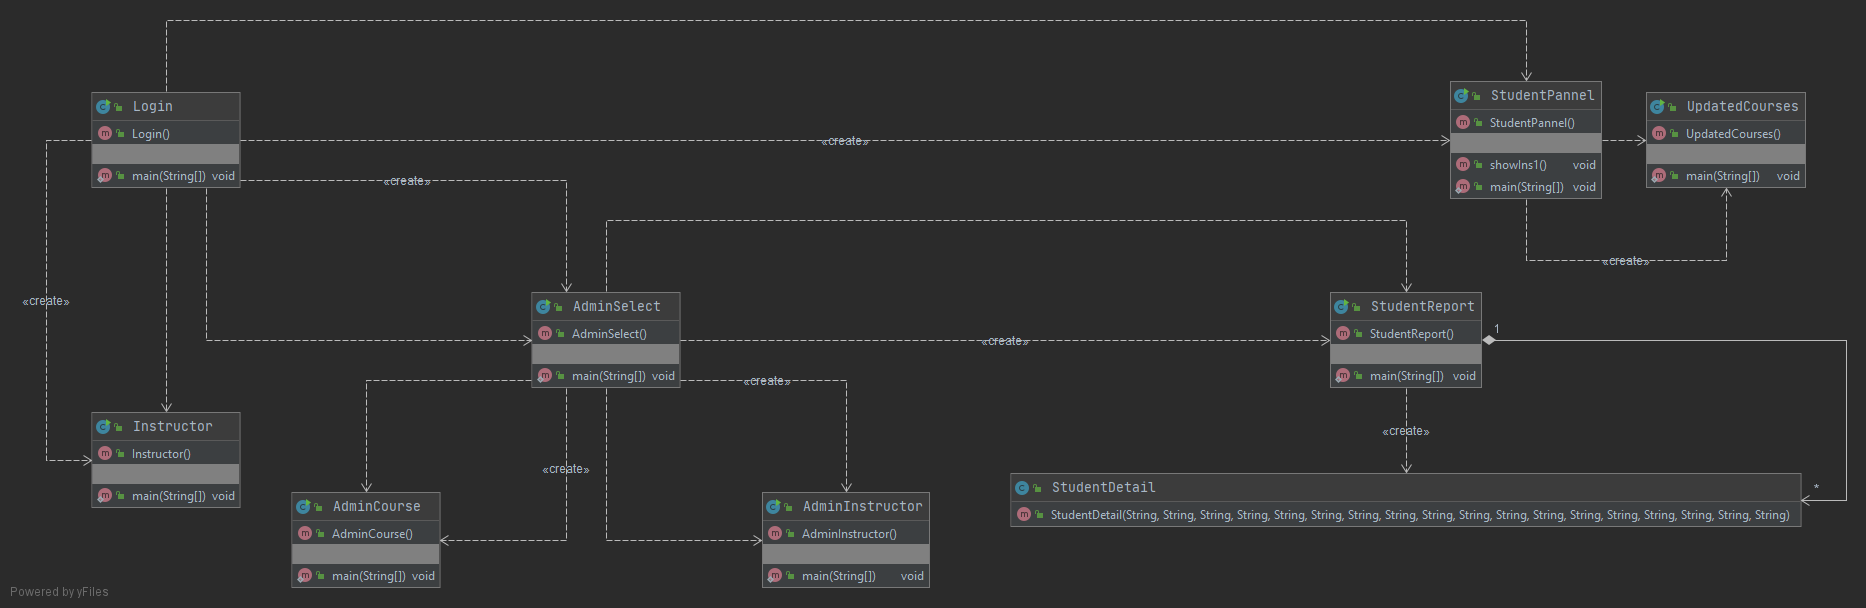 Login
Login()
main(String[]) void
StudentPannel
StudentPannel()
showIns1() void
main(String[]) void
UpdatedCourses
UpdatedCourses()
main(String[]) void
«create»
«create»
«create»
«create»
AdminSelect
AdminSelect()
main(String[]) void
«create»
StudentReport
StudentReport()
main(String[]) void
1
«create»
«create»
«create»
Instructor
Instructor()
main(String[]) void
AdminCourse
AdminCourse()
main(String[]) void
AdminInstructor
AdminInstructor()
main(String[]) void
*
StudentDetail
StudentDetail(String, String, String, String, String, String, String, String, String, String, String, String, String, String, String, String, String, String)
Powered by yFiles